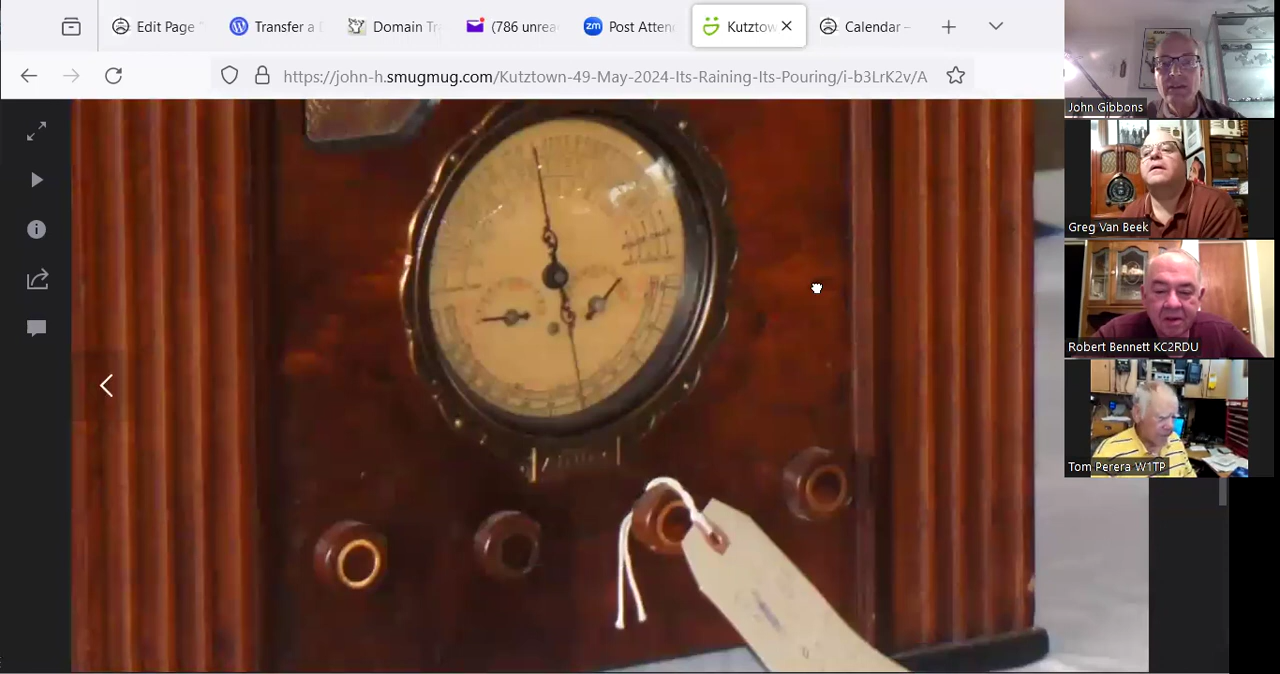 Edit Page
Transfer a
Domain Tr
(786 unrea
zm
Post Atten
Kutztow
Calendar –
https://john-h.smugmug.com/Kutztown-49-May-2024-Its-Raining-Its-Pouring/i-b3LrK2v/A
John Gibbons
Greg Van Beek
Robert Bennett KC2RDU
Tom Perera W1TP